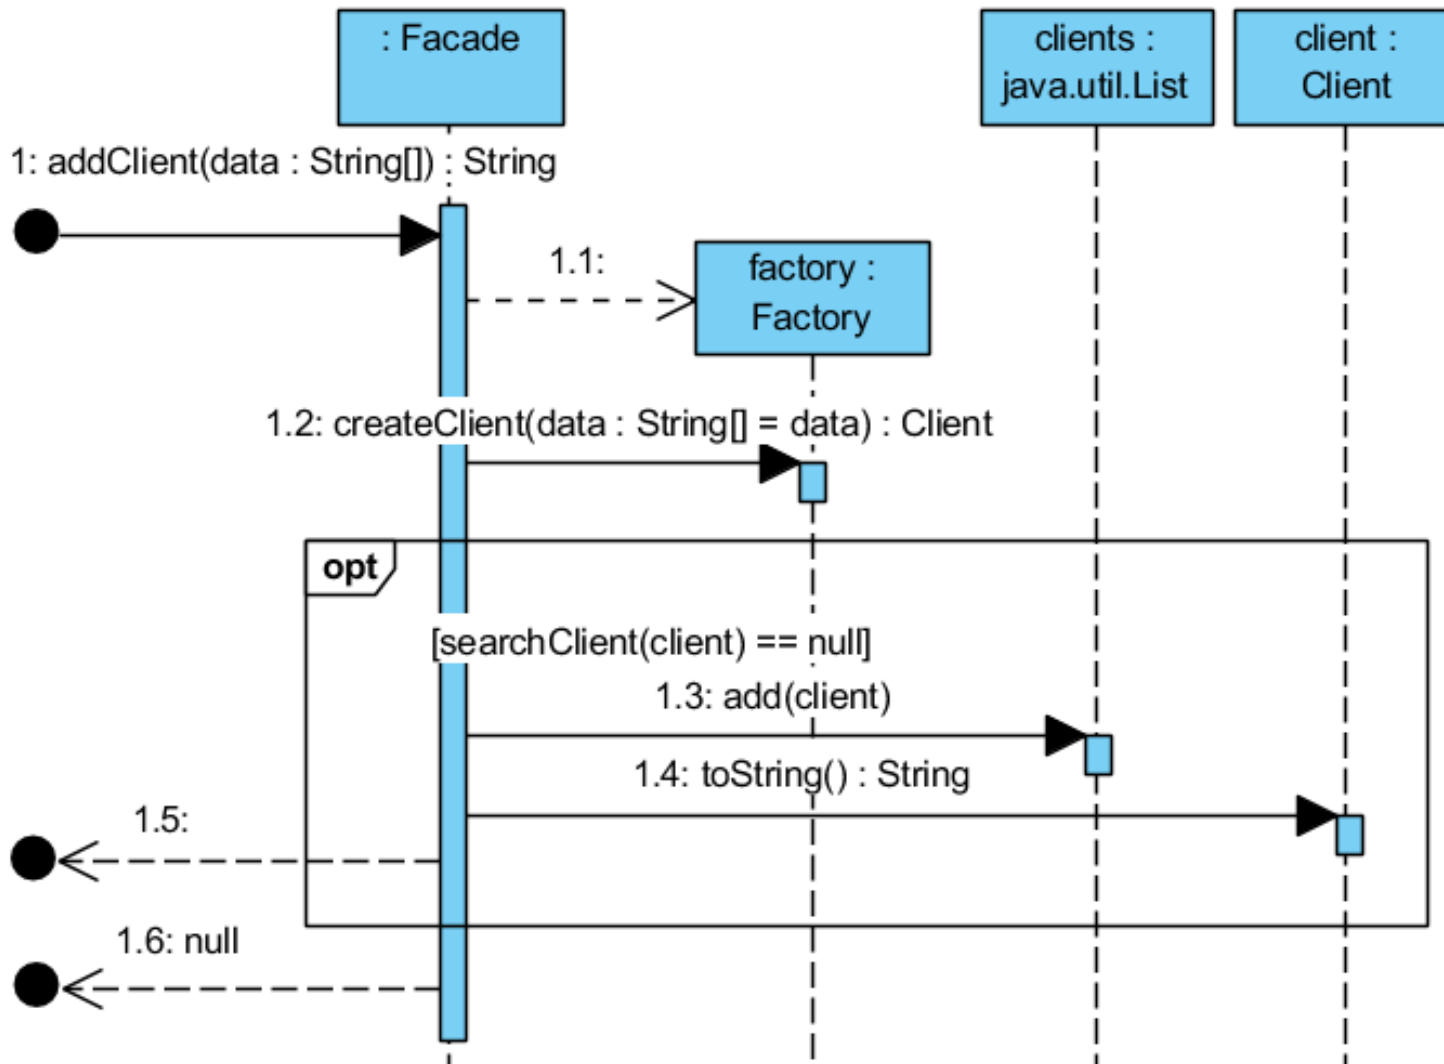 : Facade
clients :
java.util.List
client :
Client
1: addClient(data : String[]) : String
1.1:
factory :
Factory
1.2: createClient(data : String[] = data) : Client
opt
[searchClient(client) == null]
1.3: add(client)
1.4: toString() : String
1.5:
1.6: null